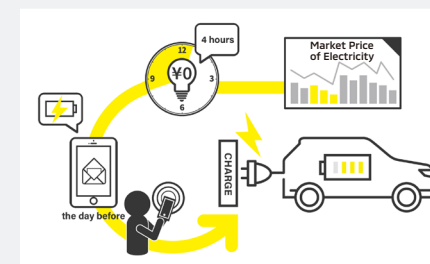 4 hours
12
9
¥0
3
6
Market Price
of Electricity
CHARGE
the day before